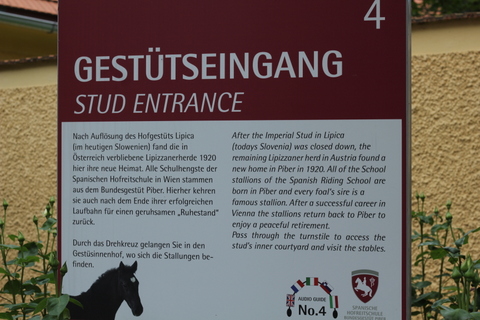 4
GESTÜTSEINGANG
STUD ENTRANCE
Nach Auflösung des Hofgestüts Lipica
(im heutigen Slowenien) fand die in
Österreich verbliebene Lipizzanerherde 1920
hier ihre neue Heimat. Alle Schulhengste der
Spanischen Hofreitschule in Wien stammen
aus dem Bundesgestüt Piber. Hierher kehren
sie auch nach dem Ende ihrer erfolgreichen
Laufbahn für einen geruhsamen „Ruhestand"
zurück.
Durch das Drehkreuz gelangen Sie in den
Gestüsinnenhof, wo sich die Stallungen be-
finden.
After the Imperial Stud in Lipica
(todays Slovenia) was closed down, the
remaining Lipizzaner herd in Austria found a
new home in Piber in 1920. All of the School
stallions of the Spanish Riding School are
born in Piber and every foal's sire is a
famous stallion. After a successful career in
Vienna the stallions return back to Piber to
enjoy a peaceful retirement.
Pass through the turnstile to access the
stud's inner courtyard and visit the stables.
AUDIO GUIDE
No.4
SPANISCHE
HOFREITSCHULE
BUNDESGESTÜT PIBER